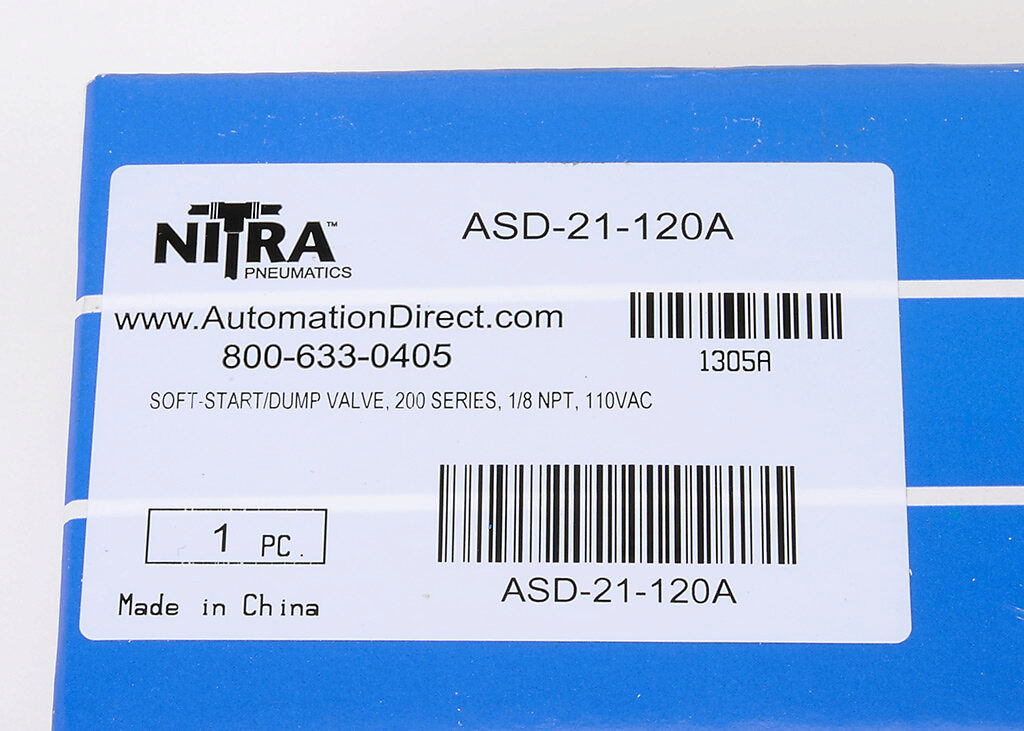 NITRA™
PNEUMATICS
ASD-21-120A
www.AutomationDirect.com
800-633-0405
1305A
SOFT-START/DUMP VALVE, 200 SERIES, 1/8 NPT, 110VAC
1 PC.
ASD-21-120A
Made in China